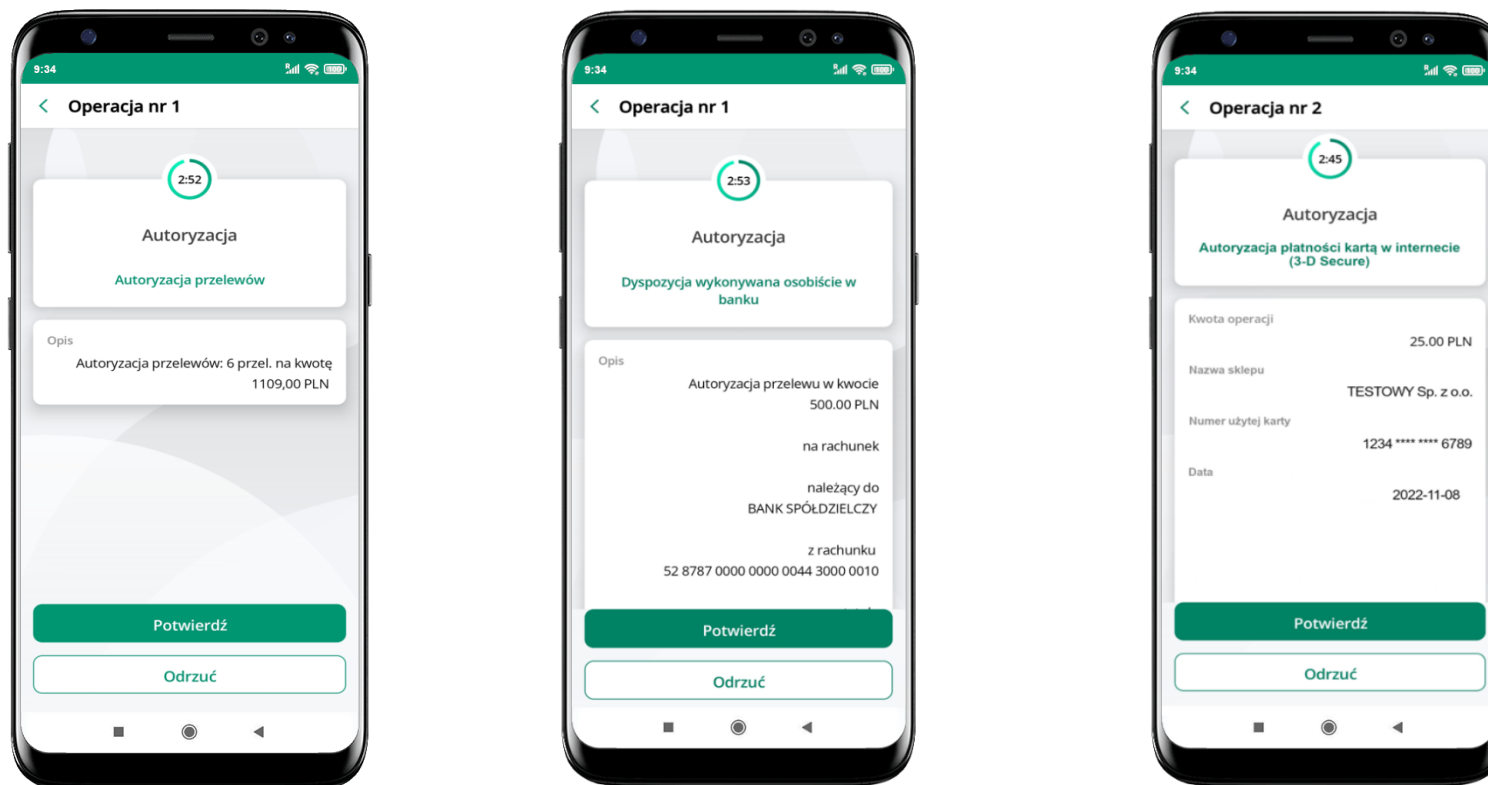 9:34
Operacja nr 1
2:52
Autoryzacja
Autoryzacja przelewów
Opis
Autoryzacja przelewów: 6 przel. na kwotę
1109,00 PLN
Potwierdź
Odrzuć
9:34
Operacja nr 1
2:53
Autoryzacja
Dyspozycja wykonywana osobiście w
banku
Opis
Autoryzacja przelewu w kwocie
500.00 PLN
na rachunek
należący do
BANK SPÓŁDZIELCZY
z rachunku
52 8787 0000 0000 0044 3000 0010
Potwierdź
Odrzuć
9:34
Operacja nr 2
2:45
Autoryzacja
Autoryzacja płatności kartą w internecie
(3-D Secure)
Kwota operacji
25.00 PLN
Nazwa sklepu
TESTOWY Sp. z o.o.
Numer użytej karty
1234 **** **** 6789
Data
2022-11-08
Potwierdź
Odrzuć